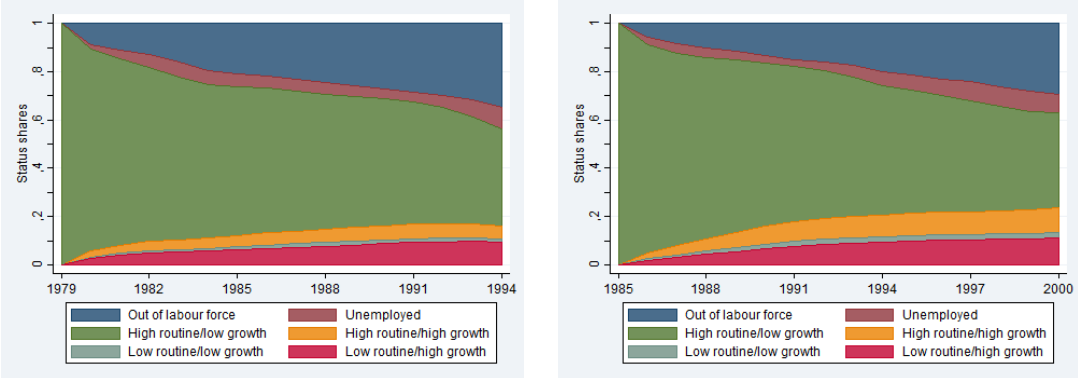 Status shares
1
,8
,6
,4
,2
0
1979 1982 1985 1988 1991 1994
Out of labour force Unemployed
High routine/low growth High routine/high growth
Low routine/low growth Low routine/high growth
Status shares
1
,8
,6
,4
,2
0
1985 1988 1991 1994 1997 2000
Out of labour force Unemployed
High routine/low growth High routine/high growth
Low routine/low growth Low routine/high growth